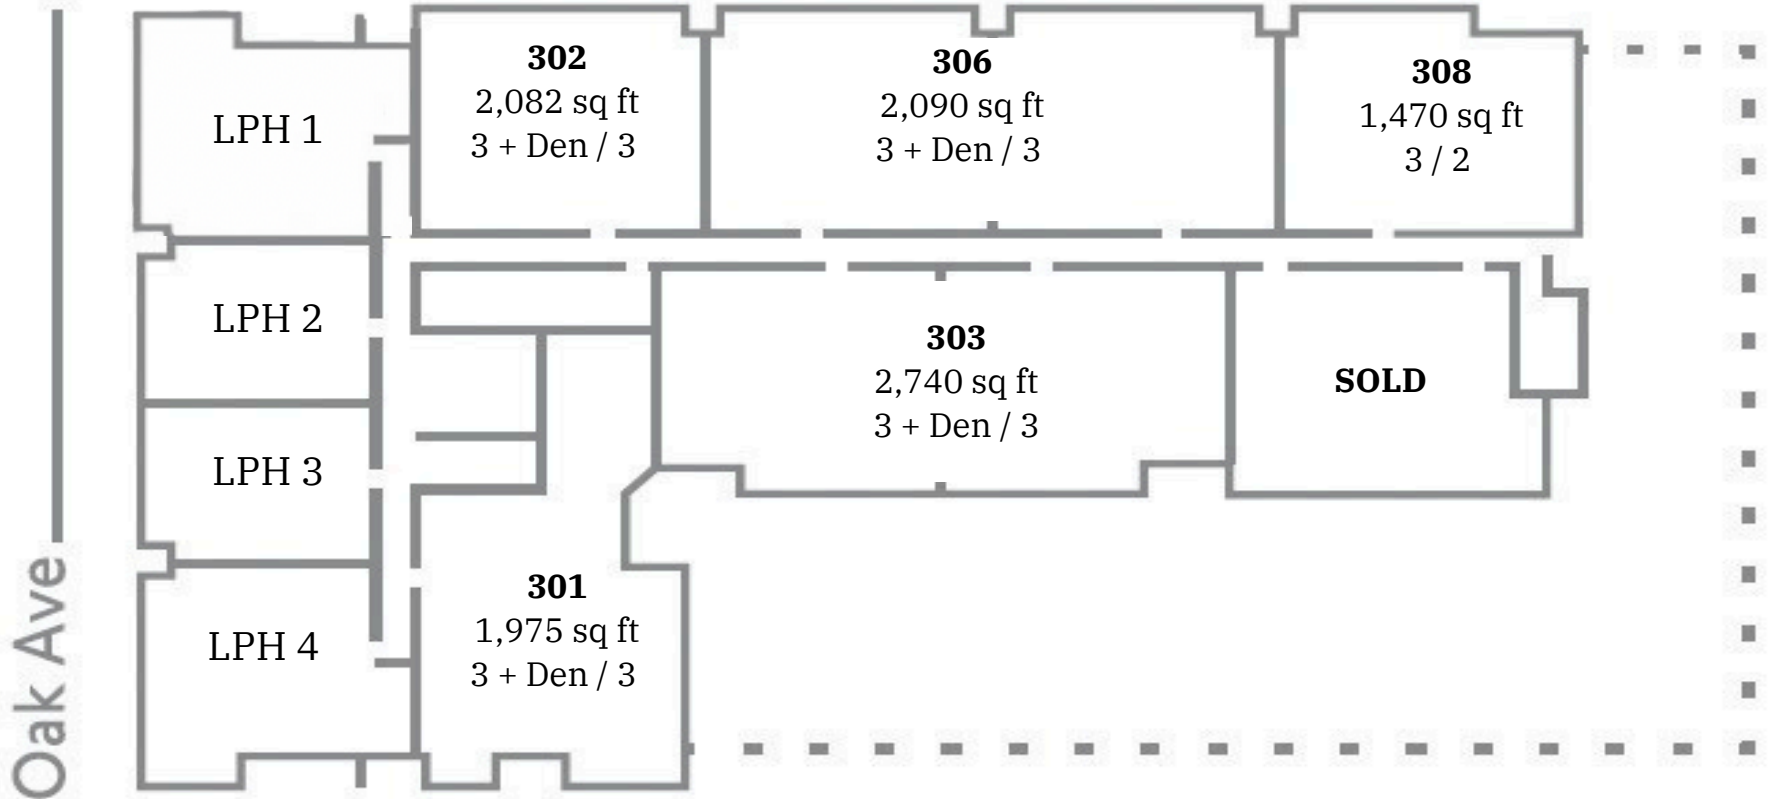 LPH 1
302
2,082 sq ft
3 + Den / 3
306
2,090 sq ft
3 + Den / 3
308
1,470 sq ft
3 / 2
LPH 2
303
2,740 sq ft
3 + Den / 3
SOLD
LPH 3
301
1,975 sq ft
3 + Den / 3
LPH 4
Oak Ave